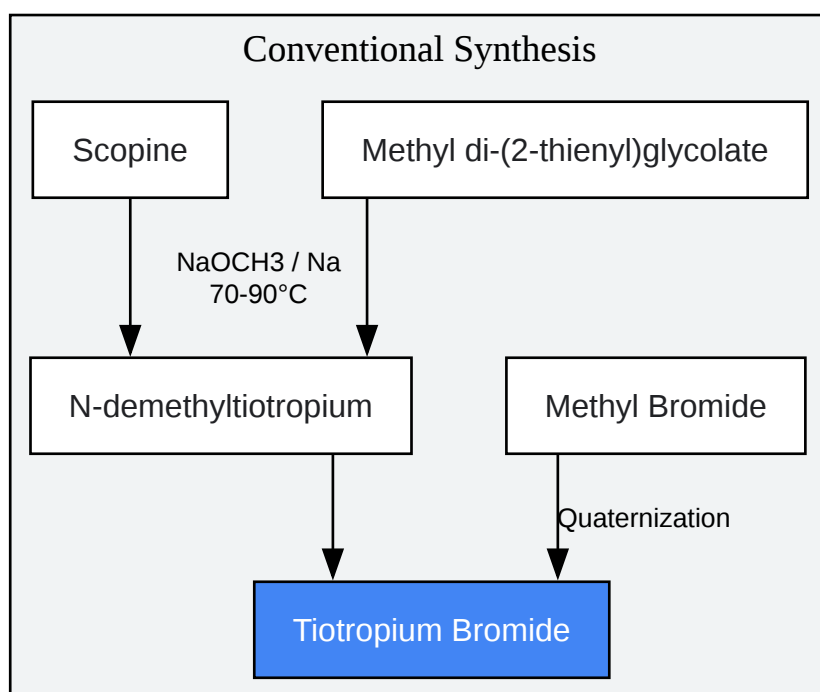 Conventional Synthesis
Scopine
Methyl di-(2-thienyl)glycolate
NaOCH3 / Na
70-90°C
N-demethyltiotropium
Methyl Bromide
Quaternization
Tiotropium Bromide